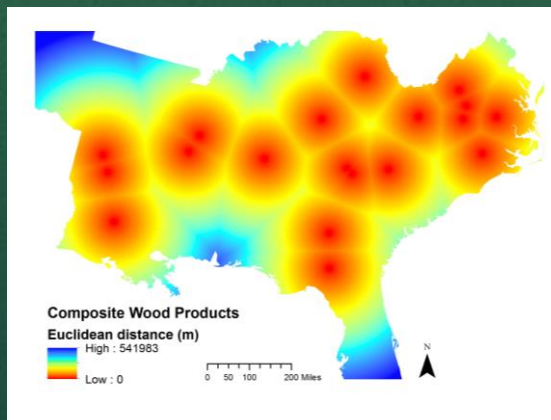 Composite Wood Products
Euclidean distance (m)
High : 541983
Low : 0
0 50 100 200 Miles
N